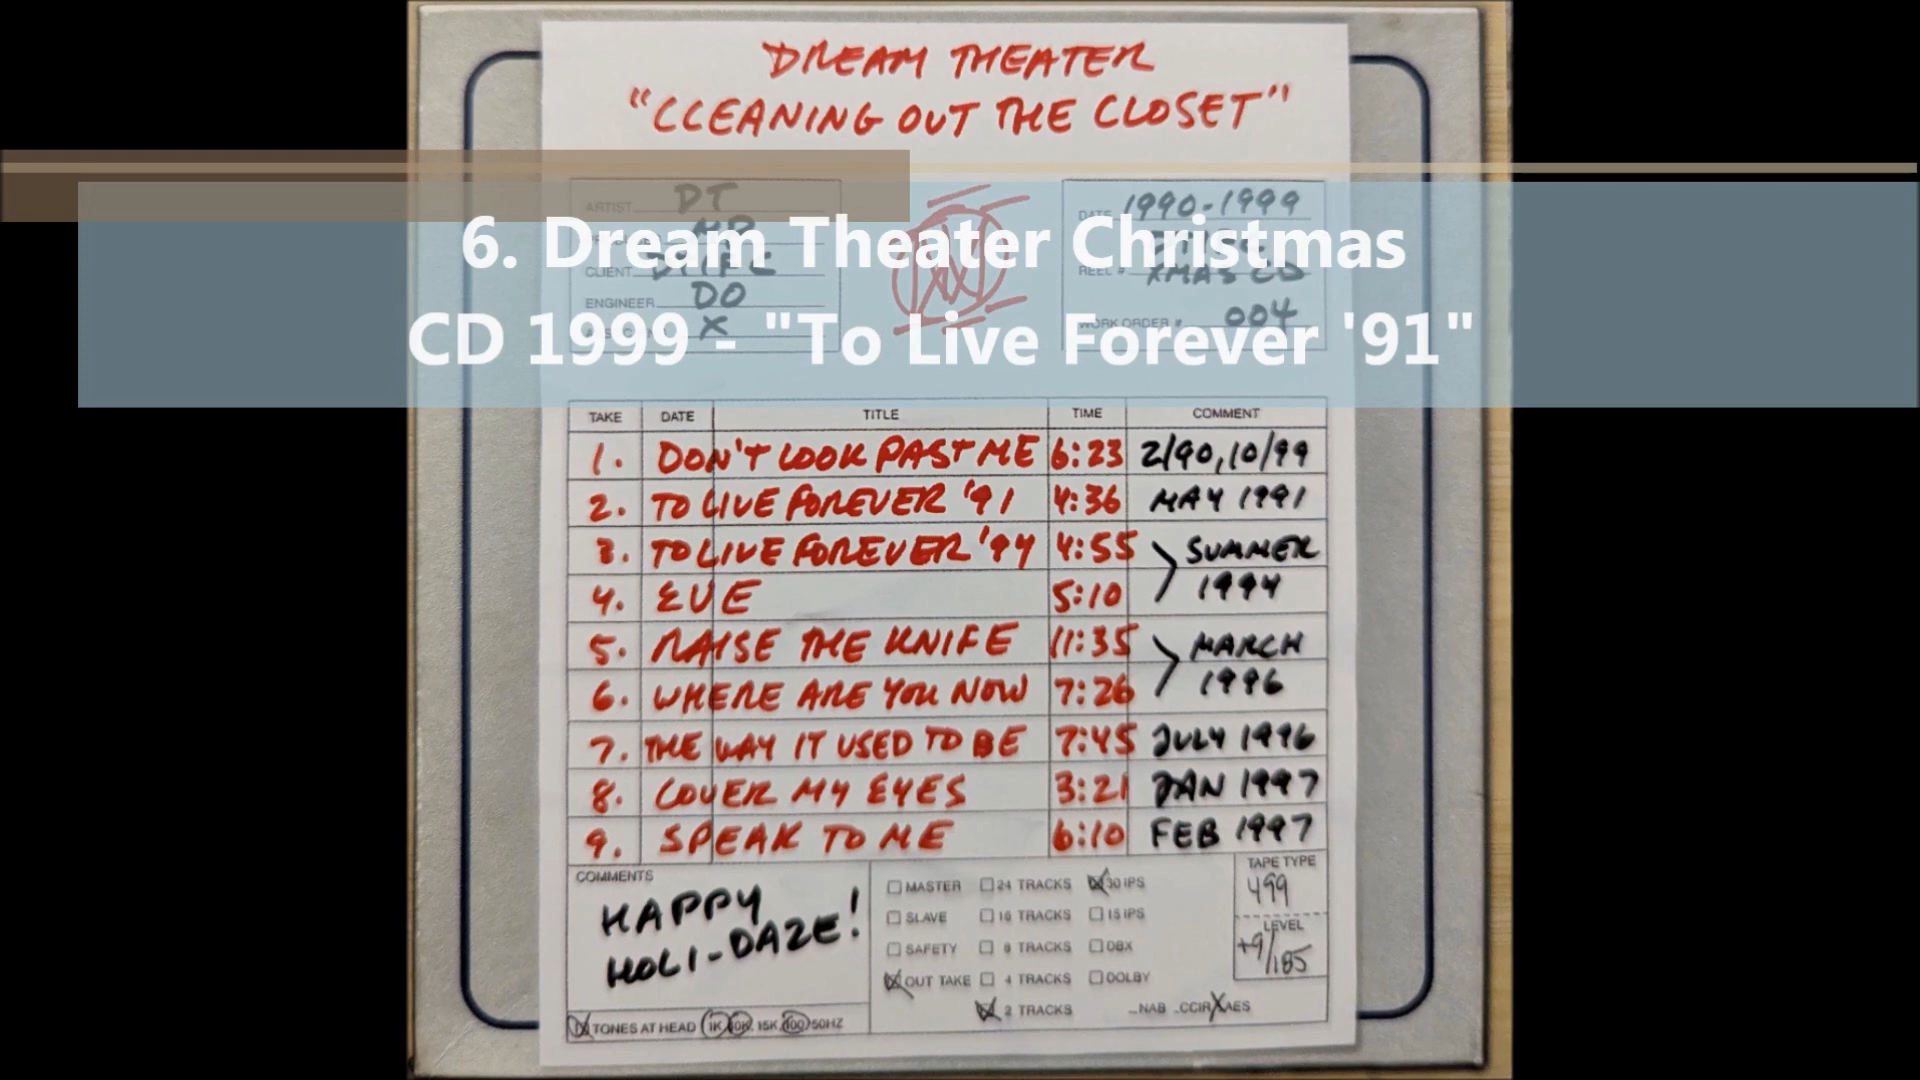 DREAM THEATER
"CLEANING OUT THE CLOSET"
ARTIST DT
DATE 1990-1999
6. Dream Theater Christmas
CLIENT
REEL # XMAS CD
ENGINEER DO
X
WORK ORDER # 004
CD 1999 - "To Live Forever '91"
TAKE DATE TITLE TIME COMMENT
1. DON'T LOOK PAST ME 6:23 2/90, 10/99
2. TO LIVE FOREVER '91 4:36 MAY 1991
3. TO LIVE FOREVER '94 4:55 SUMMER
4. EVE 5:10 1994
5. RAISE THE KNIFE 11:35 MARCH
6. WHERE ARE YOU NOW 7:26 1996
7. THE WAY IT USED TO BE 7:45 JULY 1996
8. COVER MY EYES 3:21 JAN 1997
9. SPEAK TO ME 6:10 FEB 1997
COMMENTS
HAPPY
HOLI-DAZE!
MASTER 24 TRACKS 30 IPS
SLAVE 16 TRACKS 15 IPS
SAFETY 8 TRACKS DBX
OUT TAKE 4 TRACKS DOLBY
2 TRACKS NAB CCIR AES
TAPE TYPE
499
LEVEL
+9/185
TONES AT HEAD 1K 10K 15K 100 50HZ